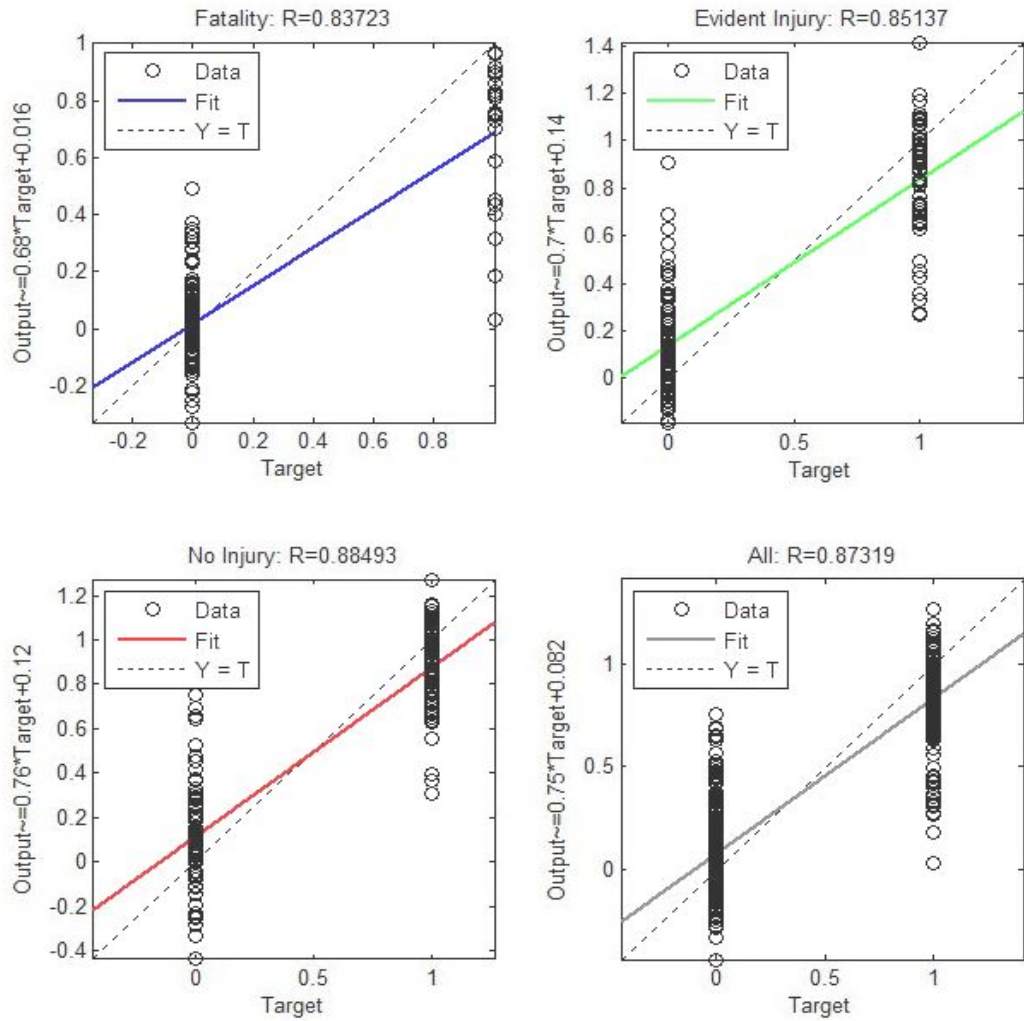 Fatality: R=0.83723
Output~=0.68*Target+0.016
1
0.8
0.6
0.4
0.2
0
-0.2
Data
Fit
Y = T
-0.2 0 0.2 0.4 0.6 0.8
Target
Evident Injury: R=0.85137
Output~=0.7*Target+0.14
1.4
1.2
1
0.8
0.6
0.4
0.2
0
Data
Fit
Y = T
0 0.5 1
Target
No Injury: R=0.88493
Output~=0.76*Target+0.12
1.2
1
0.8
0.6
0.4
0.2
0
-0.2
-0.4
Data
Fit
Y = T
0 0.5 1
Target
All: R=0.87319
Output~=0.75*Target+0.082
1
0.5
0
Data
Fit
Y = T
0 0.5 1
Target